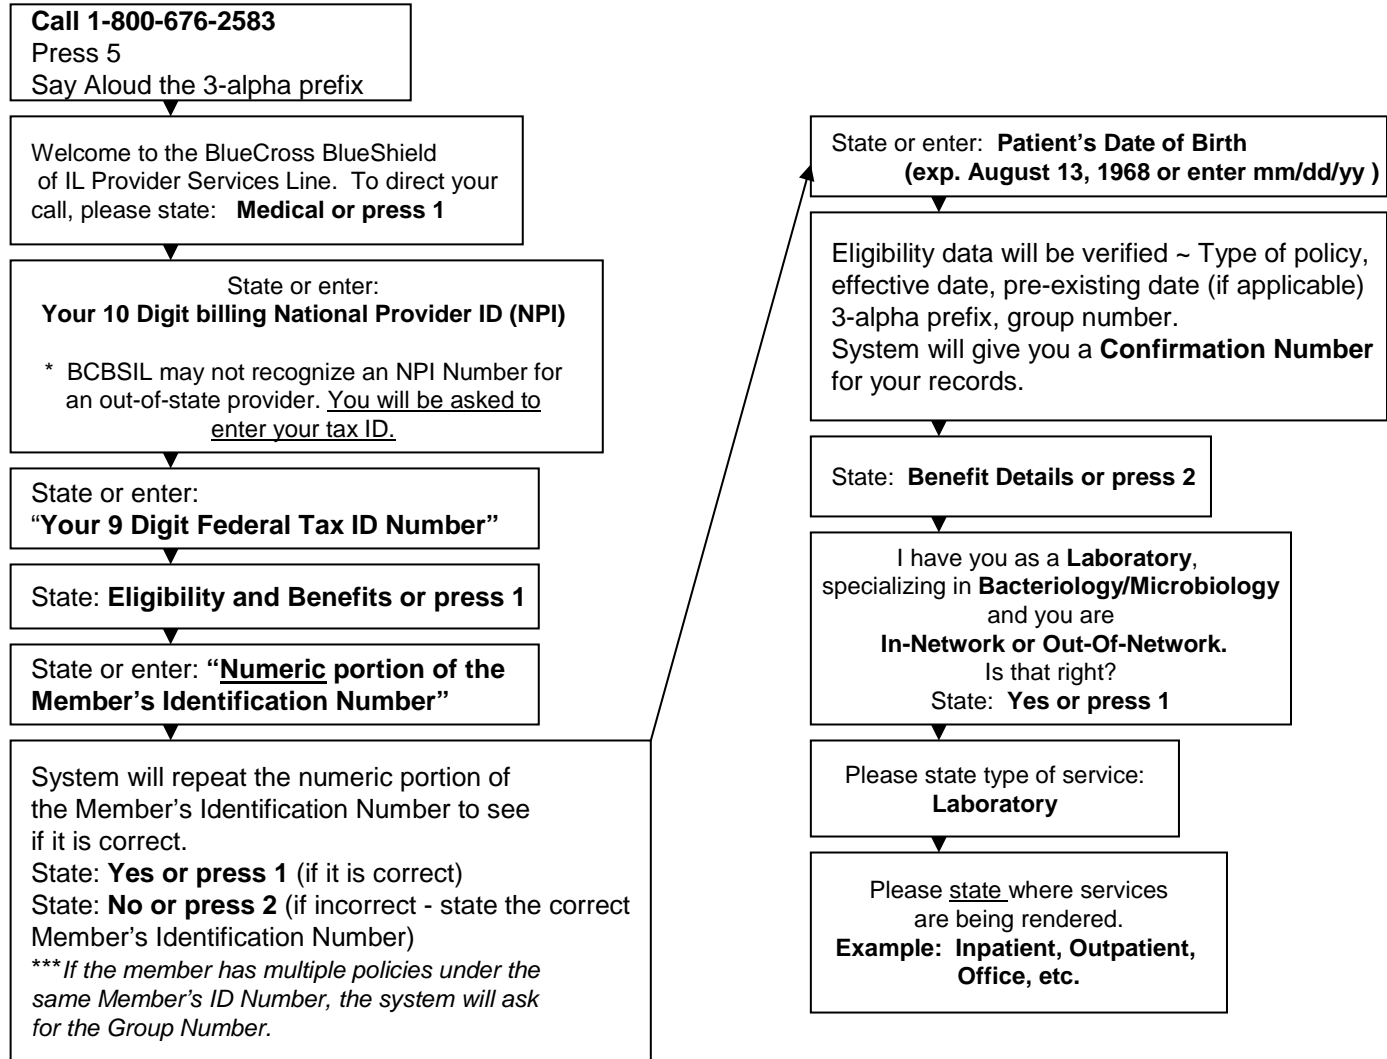 Call 1-800-676-2583
Press 5
Say Aloud the 3-alpha prefix
Welcome to the BlueCross BlueShield
of IL Provider Services Line. To direct your
call, please state: Medical or press 1
State or enter:
Your 10 Digit billing National Provider ID (NPI)
* BCBSIL may not recognize an NPI Number for
an out-of-state provider. You will be asked to
enter your tax ID.
State or enter:
“Your 9 Digit Federal Tax ID Number”
State: Eligibility and Benefits or press 1
State or enter: “Numeric portion of the
Member’s Identification Number”
System will repeat the numeric portion of
the Member’s Identification Number to see
if it is correct.
State: Yes or press 1 (if it is correct)
State: No or press 2 (if incorrect - state the correct
Member’s Identification Number)
***If the member has multiple policies under the
same Member’s ID Number, the system will ask
for the Group Number.
State or enter: Patient’s Date of Birth
(exp. August 13, 1968 or enter mm/dd/yy )
Eligibility data will be verified ~ Type of policy,
effective date, pre-existing date (if applicable)
3-alpha prefix, group number.
System will give you a Confirmation Number
for your records.
State: Benefit Details or press 2
I have you as a Laboratory,
specializing in Bacteriology/Microbiology
and you are
In-Network or Out-Of-Network.
Is that right?
State: Yes or press 1
Please state type of service:
Laboratory
Please state where services
are being rendered.
Example: Inpatient, Outpatient,
Office, etc.